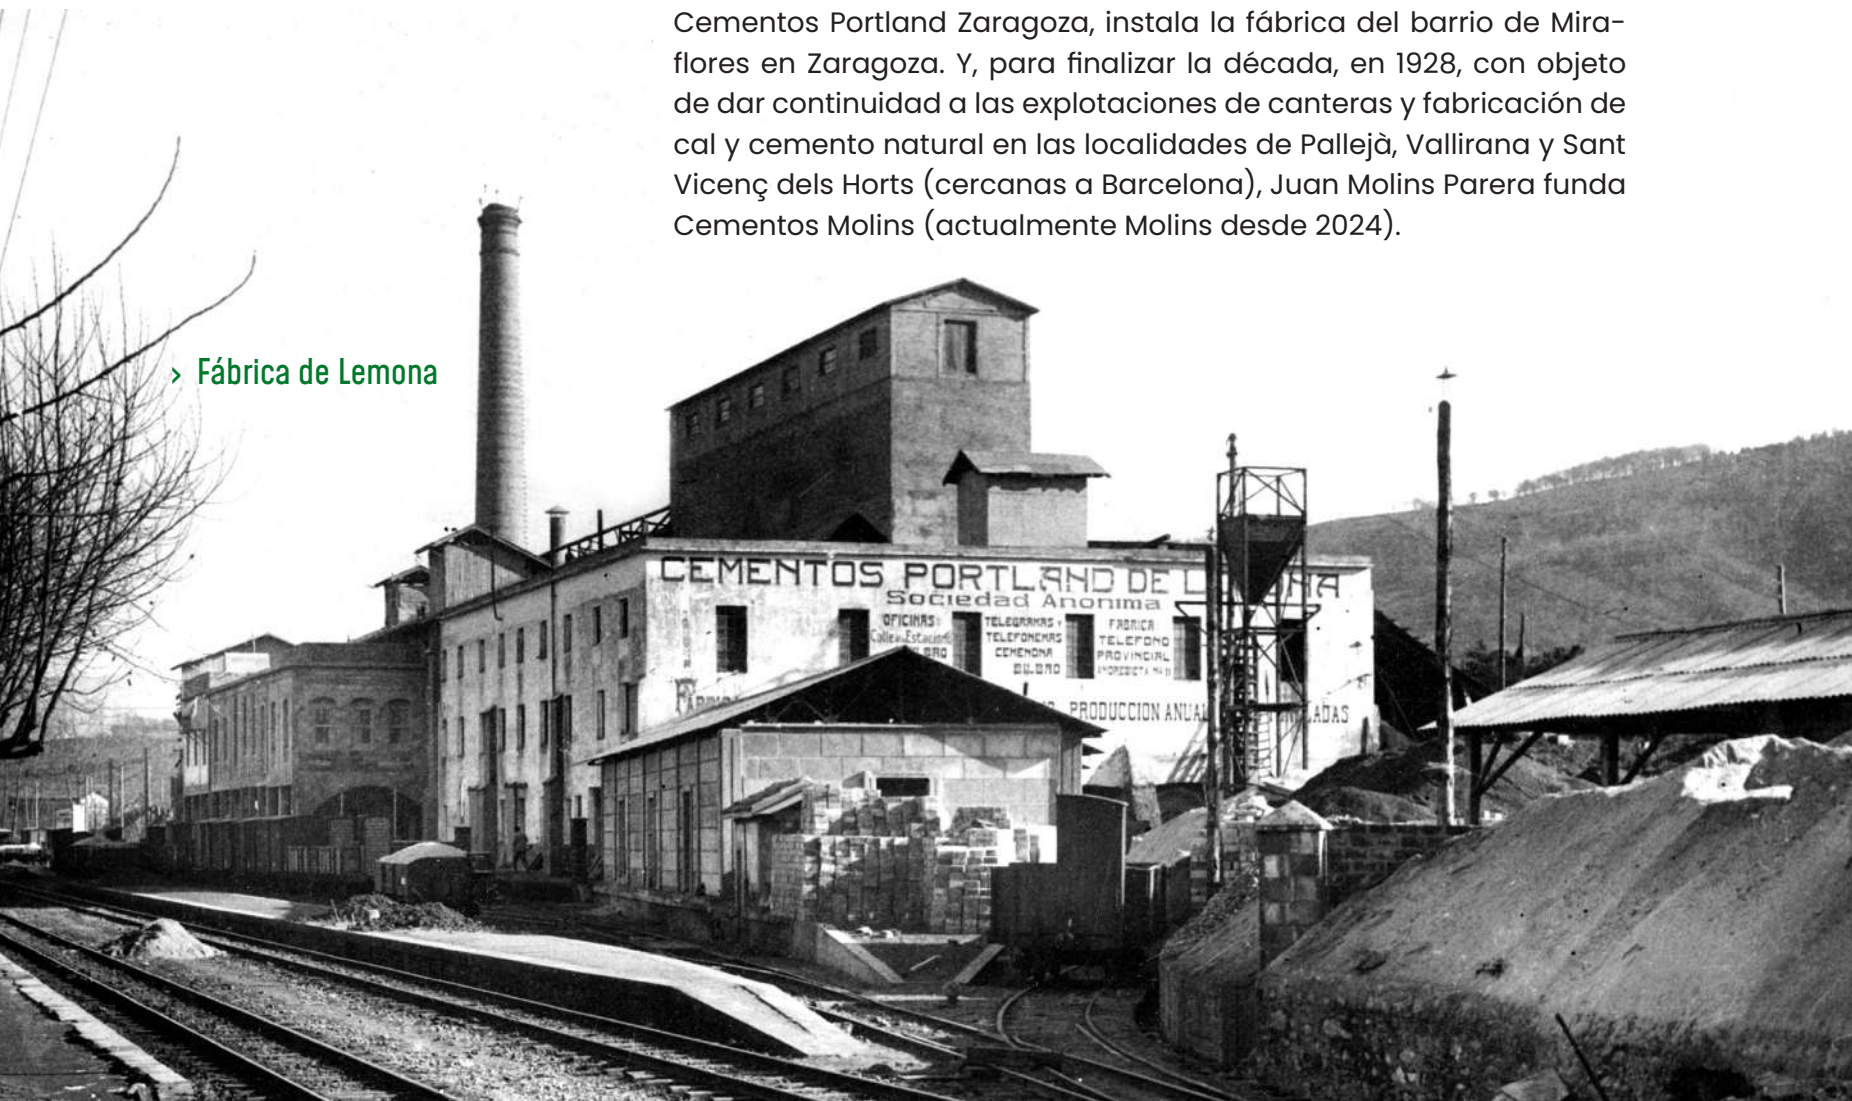 Cementos Portland Zaragoza, instala la fábrica del barrio de Mira-
flores en Zaragoza. Y, para finalizar la década, en 1928, con objeto
de dar continuidad a las explotaciones de canteras y fabricación de
cal y cemento natural en las localidades de Pallejà, Vallirana y Sant
Vicenç dels Horts (cercanas a Barcelona), Juan Molins Parera funda
Cementos Molins (actualmente Molins desde 2024).
› Fábrica de Lemona
CEMENTOS PORTLAND DE
Sociedad Anonima
OFICINAS:
Calle
Estación
TELEGRAMAS Y
TELEFONEMAS
CEMENONA
BILBAO
FABRICA:
TELEFONO
PROVINCIAL
PRODUCCION ANUAL